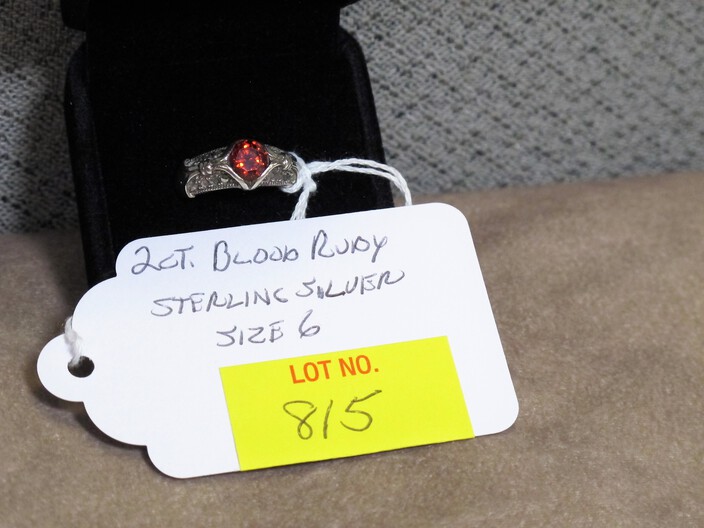 2CT. BLOOD RUBY
STERLING SILVER
SIZE 6
LOT NO.
815